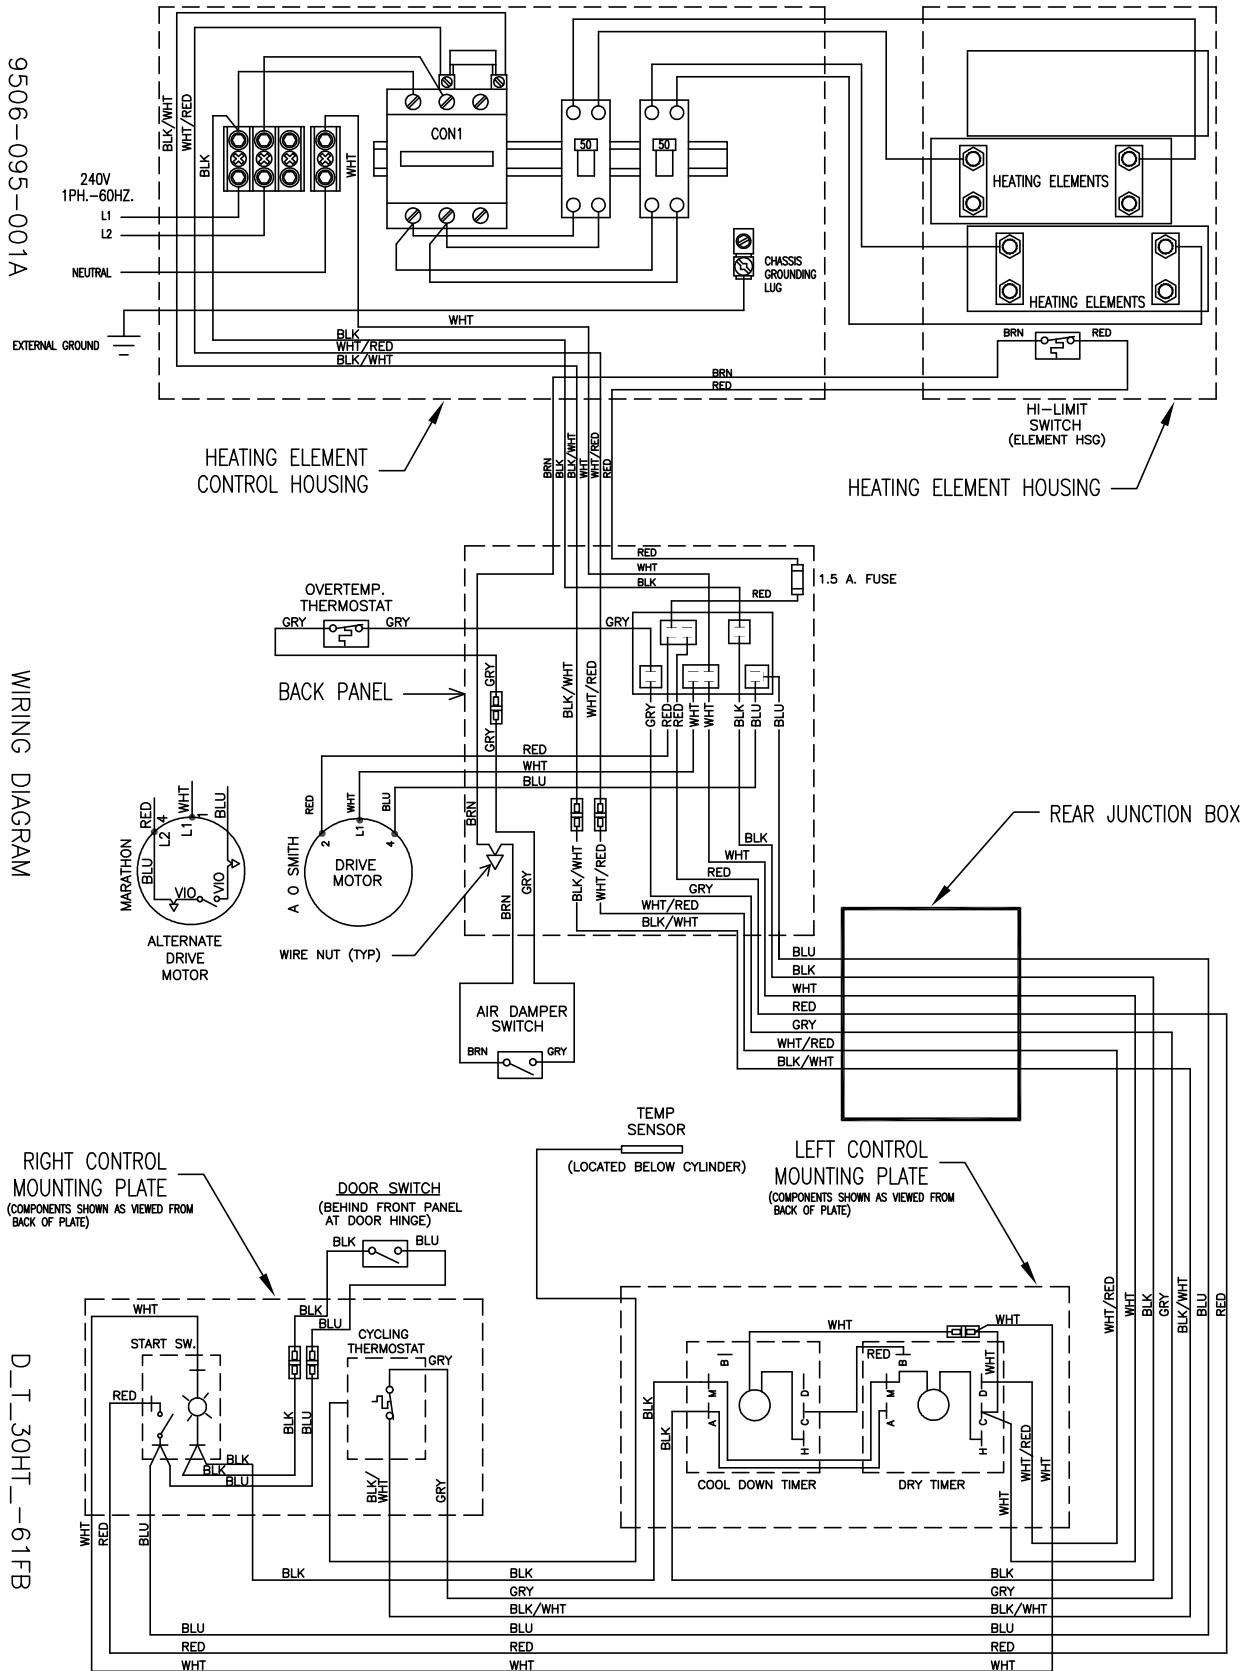 9506-095-001A
WIRING DIAGRAM
D_T_30HT_-61FB
BLK/WHT
WHT/RED
BLK
WHT
CON1
50
50
240V
1PH.-60HZ.
L1
L2
NEUTRAL
EXTERNAL GROUND
CHASSIS
GROUNDING
LUG
HEATING ELEMENTS
HEATING ELEMENTS
WHT
BLK
WHT/RED
BLK/WHT
BRN
RED
BRN
RED
HI-LIMIT
SWITCH
(ELEMENT HSG)
HEATING ELEMENT
CONTROL HOUSING
HEATING ELEMENT HOUSING
BRN
BLK
BLK/WHT
WHT
WHT/RED
RED
RED
WHT
BLK
RED
1.5 A. FUSE
OVERTEMP.
THERMOSTAT
GRY
GRY
GRY
BACK PANEL
GRY
GRY
BLK/WHT
WHT/RED
GRY
RED
RED
WHT
WHT
BLK
BLU
BLU
RED
WHT
BLU
MARATHON
RED
WHT
BLU
L2
4
L1
1
BLU
VIO
VIO
ALTERNATE
DRIVE
MOTOR
A O SMITH
RED
WHT
BLU
2
L1
4
DRIVE
MOTOR
BRN
WIRE NUT (TYP)
BRN
GRY
BLK/WHT
WHT/RED
BLK
WHT
RED
GRY
WHT/RED
BLK/WHT
REAR JUNCTION BOX
BLU
BLK
WHT
RED
GRY
WHT/RED
BLK/WHT
AIR DAMPER
SWITCH
BRN
GRY
TEMP
SENSOR
(LOCATED BELOW CYLINDER)
RIGHT CONTROL
MOUNTING PLATE
(COMPONENTS SHOWN AS VIEWED FROM
BACK OF PLATE)
DOOR SWITCH
(BEHIND FRONT PANEL
AT DOOR HINGE)
BLK
BLU
LEFT CONTROL
MOUNTING PLATE
(COMPONENTS SHOWN AS VIEWED FROM
BACK OF PLATE)
WHT/RED
WHT
BLK
GRY
BLK/WHT
BLU
RED
WHT
START SW.
RED
BLK
BLU
CYCLING
THERMOSTAT
GRY
BLK
BLU
BLK
BLK
BLU
BLK/
WHT
GRY
WHT
RED
BLU
WHT
WHT
RED
WHT
BLK
BLK
B
M
A
D
C
H
B
M
A
D
C
H
COOL DOWN TIMER
DRY TIMER
WHT/RED
WHT
WHT
BLK
BLK
BLK
GRY
GRY
BLK/WHT
BLK/WHT
BLU
BLU
BLU
RED
RED
RED
WHT
WHT
WHT